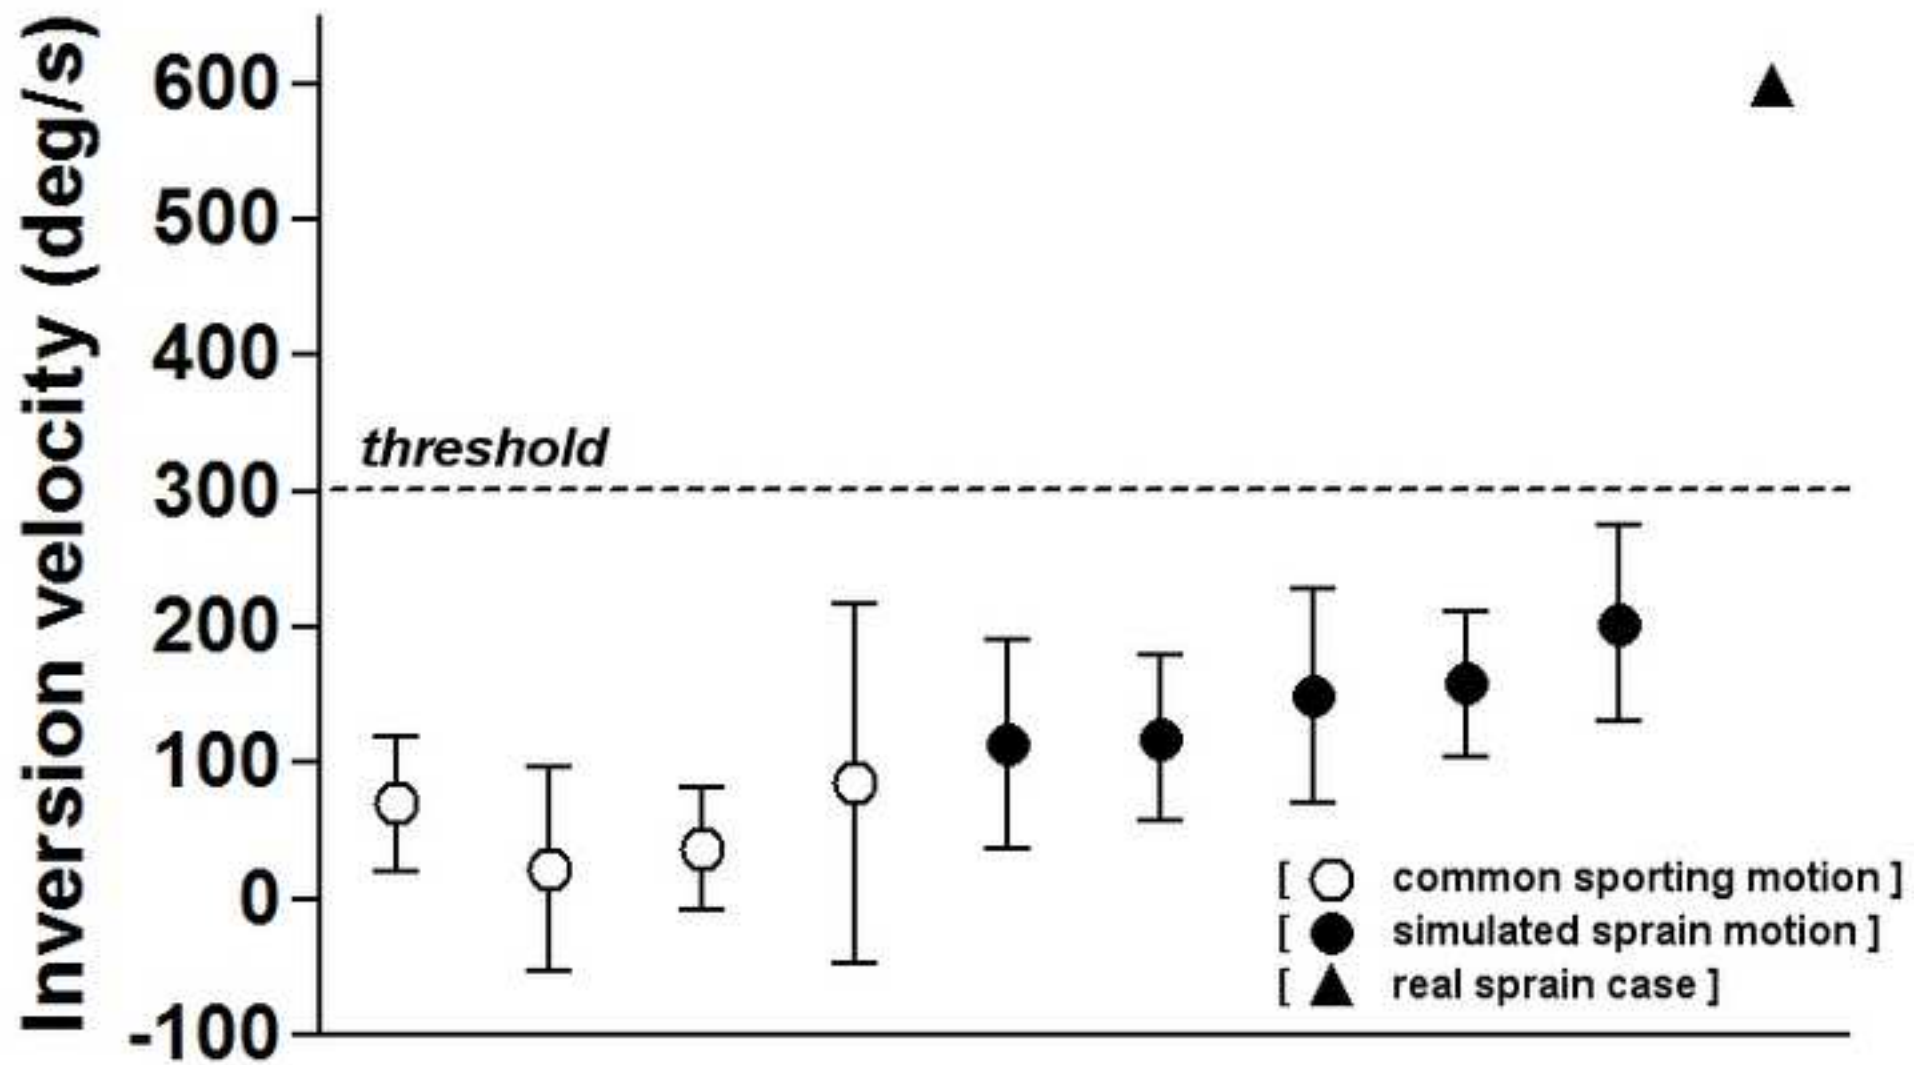 Inversion velocity (deg/s)
600
500
400
threshold
300
200
100
0
-100
[ common sporting motion ]
[ simulated sprain motion ]
[ real sprain case ]